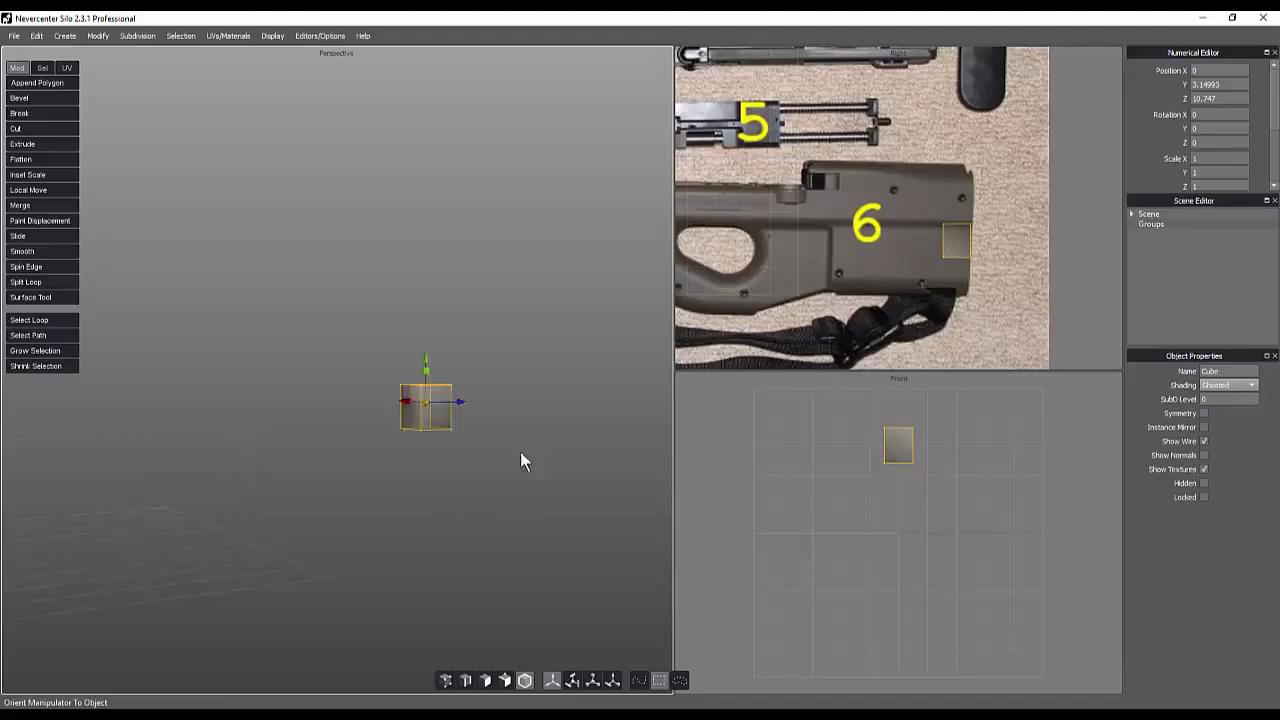 Nevercenter Silo 2.3.1 Professional
File Edit Create Modify Subdivision Selection UVs/Materials Display Editors/Options Help
Perspective
Mod Sel UV
Append Polygon
Bevel
Break
Cut
Extrude
Flatten
Inset Scale
Local Move
Merge
Paint Displacement
Slide
Smooth
Spin Edge
Split Loop
Surface Tool
Select Loop
Select Path
Grow Selection
Shrink Selection
Right
5
6
Front
Numerical Editor
Position X 0
Y 3.14993
Z 10.747
Rotation X 0
Y 0
Z 0
Scale X 1
Y 1
Z 1
Scene Editor
Scene
Groups
Object Properties
Name Cube
Shading Ghosted
SubD Level 0
Symmetry
Instance Mirror
Show Wire
Show Normals
Show Textures
Hidden
Locked
Orient Manipulator To Object